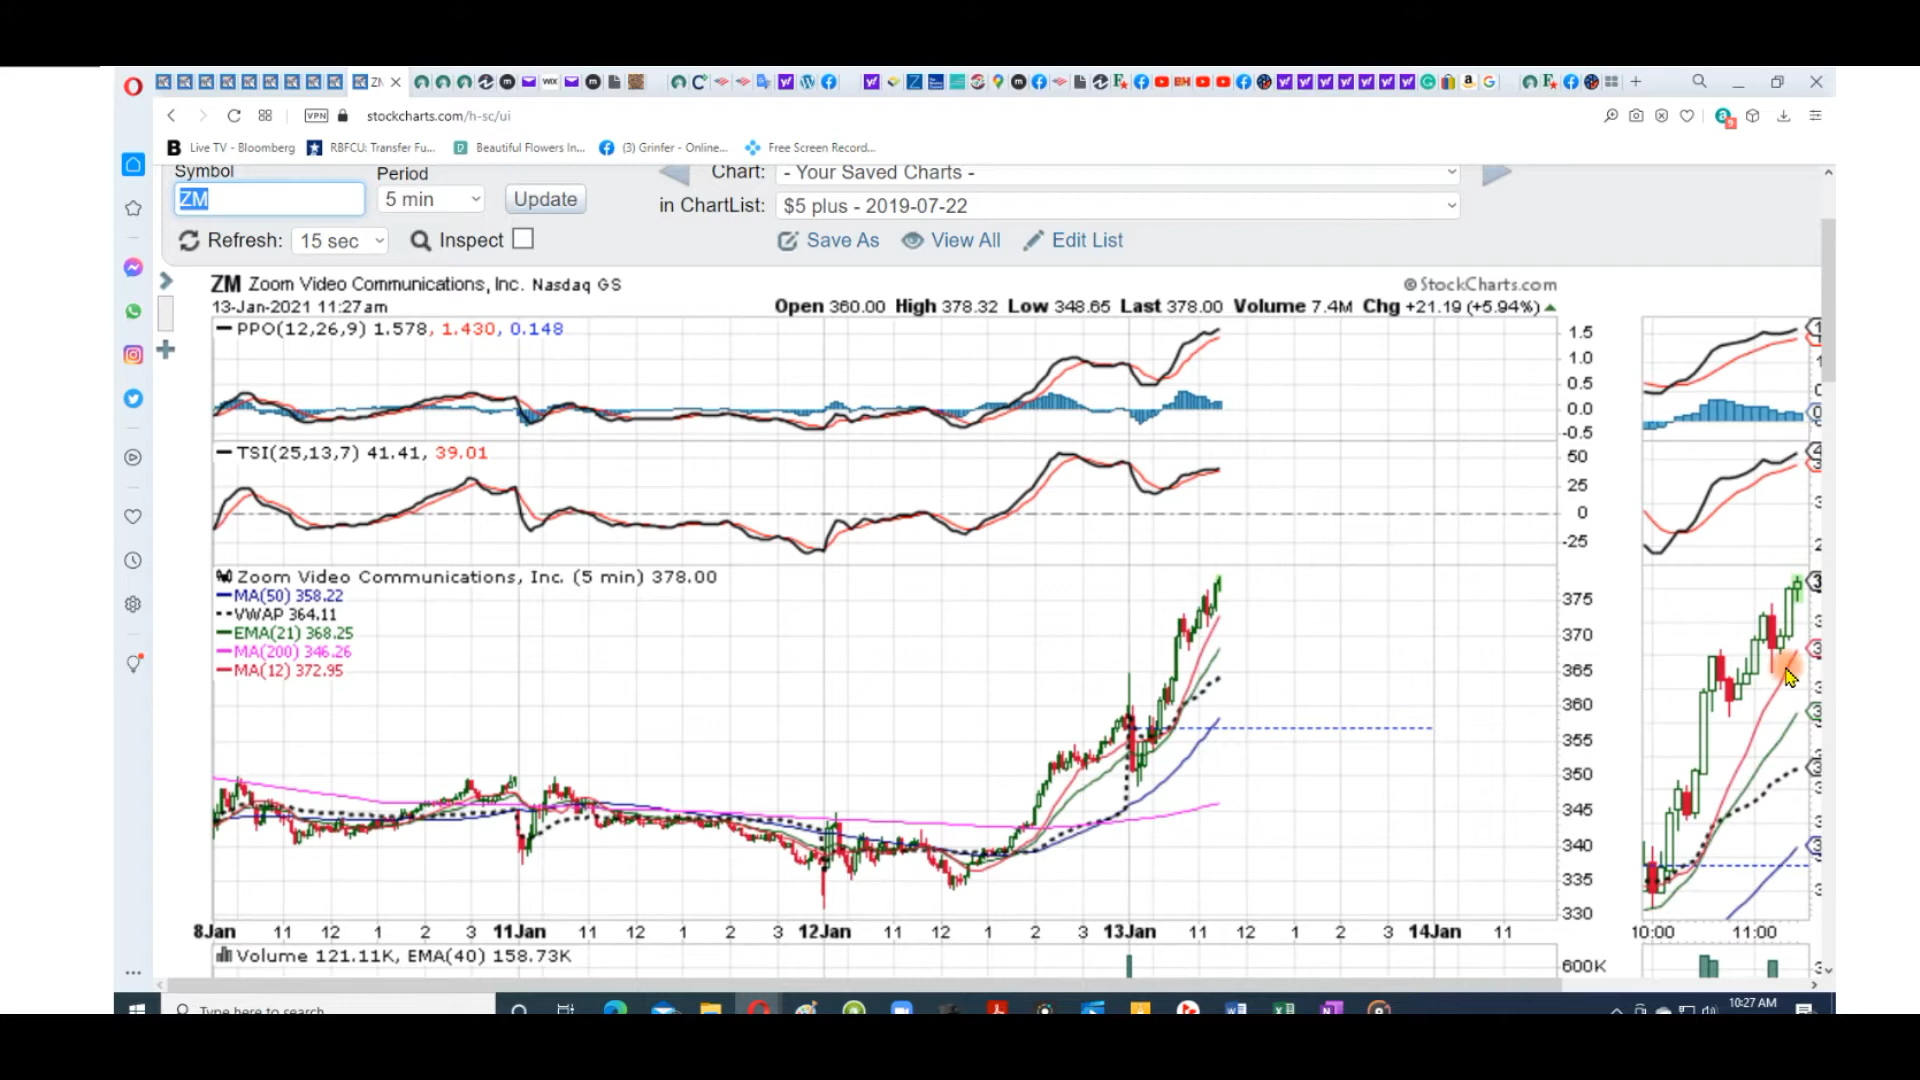 ZM
stockcharts.com/h-sc/ui
VPN
Live TV - Bloomberg
RBFCU: Transfer Fu...
Beautiful Flowers In...
(3) Grinfer - Online...
Free Screen Record...
Symbol
Period
Chart: - Your Saved Charts -
ZM
5 min
Update
in ChartList: $5 plus - 2019-07-22
Refresh: 15 sec
Inspect
Save As
View All
Edit List
ZM Zoom Video Communications, Inc. Nasdaq GS
© StockCharts.com
13-Jan-2021 11:27am
Open 360.00 High 378.32 Low 348.65 Last 378.00 Volume 7.4M Chg +21.19 (+5.94%)
PPO(12,26,9) 1.578, 1.430, 0.148
1.5
1.0
0.5
0.0
-0.5
TSI(25,13,7) 41.41, 39.01
50
25
0
-25
Zoom Video Communications, Inc. (5 min) 378.00
MA(50) 358.22
VWAP 364.11
EMA(21) 368.25
MA(200) 346.26
MA(12) 372.95
375
370
365
360
355
350
345
340
335
330
8Jan 11 12 1 2 3 11Jan 11 12 1 2 3 12Jan 11 12 1 2 3 13Jan 11 12 1 2 3 14Jan 11
10:00 11:00
Volume 121.11K, EMA(40) 158.73K
600K
Type here to search
10:27 AM